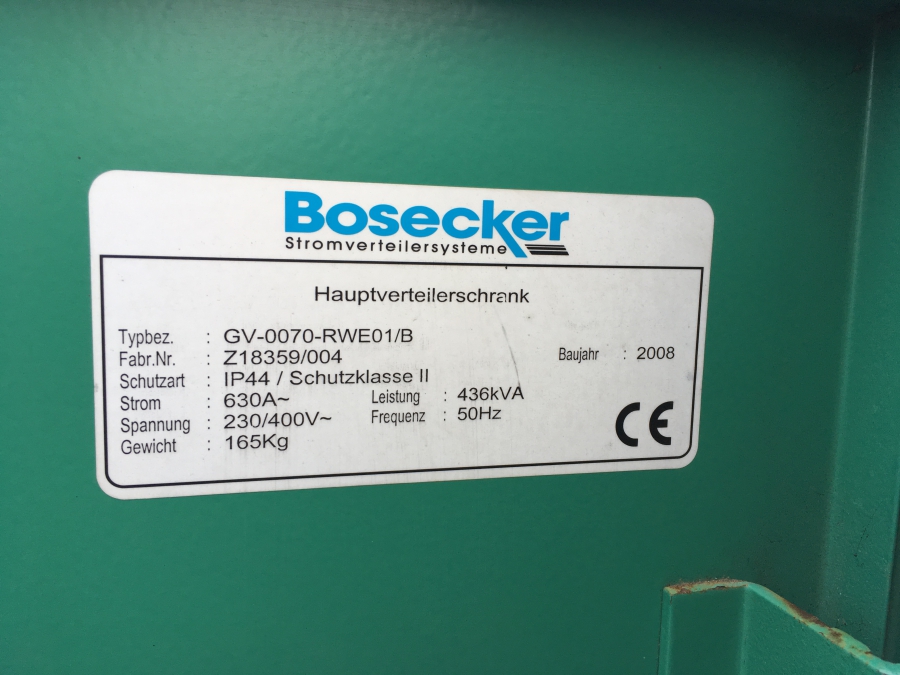 Bosecker
Stromverteilersysteme
Hauptverteilerschrank
Typbez. : GV-0070-RWE01/B
Fabr.Nr. : Z18359/004 Baujahr : 2008
Schutzart : IP44 / Schutzklasse II
Strom : 630A~ Leistung : 436kVA
Spannung : 230/400V~ Frequenz : 50Hz
Gewicht : 165Kg
CE